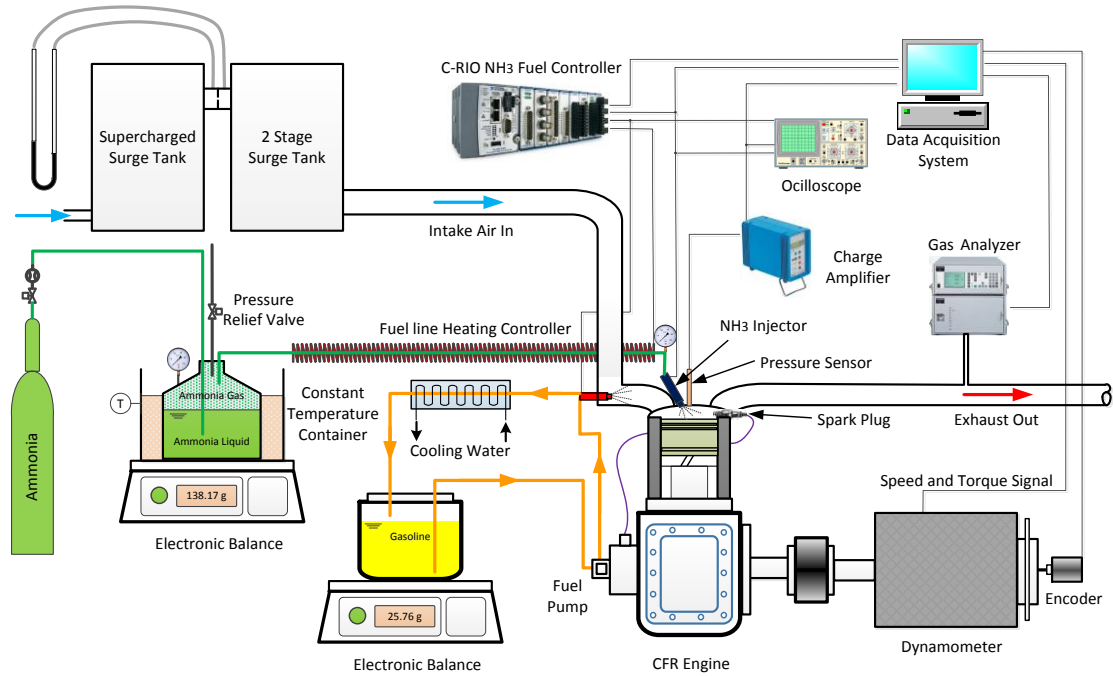 C-RIO NH3 Fuel Controller
Supercharged
Surge Tank
2 Stage
Surge Tank
Data Acquisition
System
Ocilloscope
Intake Air In
Charge
Amplifier
Gas Analyzer
Pressure
Relief Valve
Fuel line Heating Controller
NH3 Injector
Pressure Sensor
Spark Plug
Exhaust Out
Ammonia
T
Ammonia Gas
Ammonia Liquid
Constant
Temperature
Container
Cooling Water
138.17 g
Electronic Balance
Gasoline
25.76 g
Electronic Balance
Fuel
Pump
CFR Engine
Speed and Torque Signal
Encoder
Dynamometer